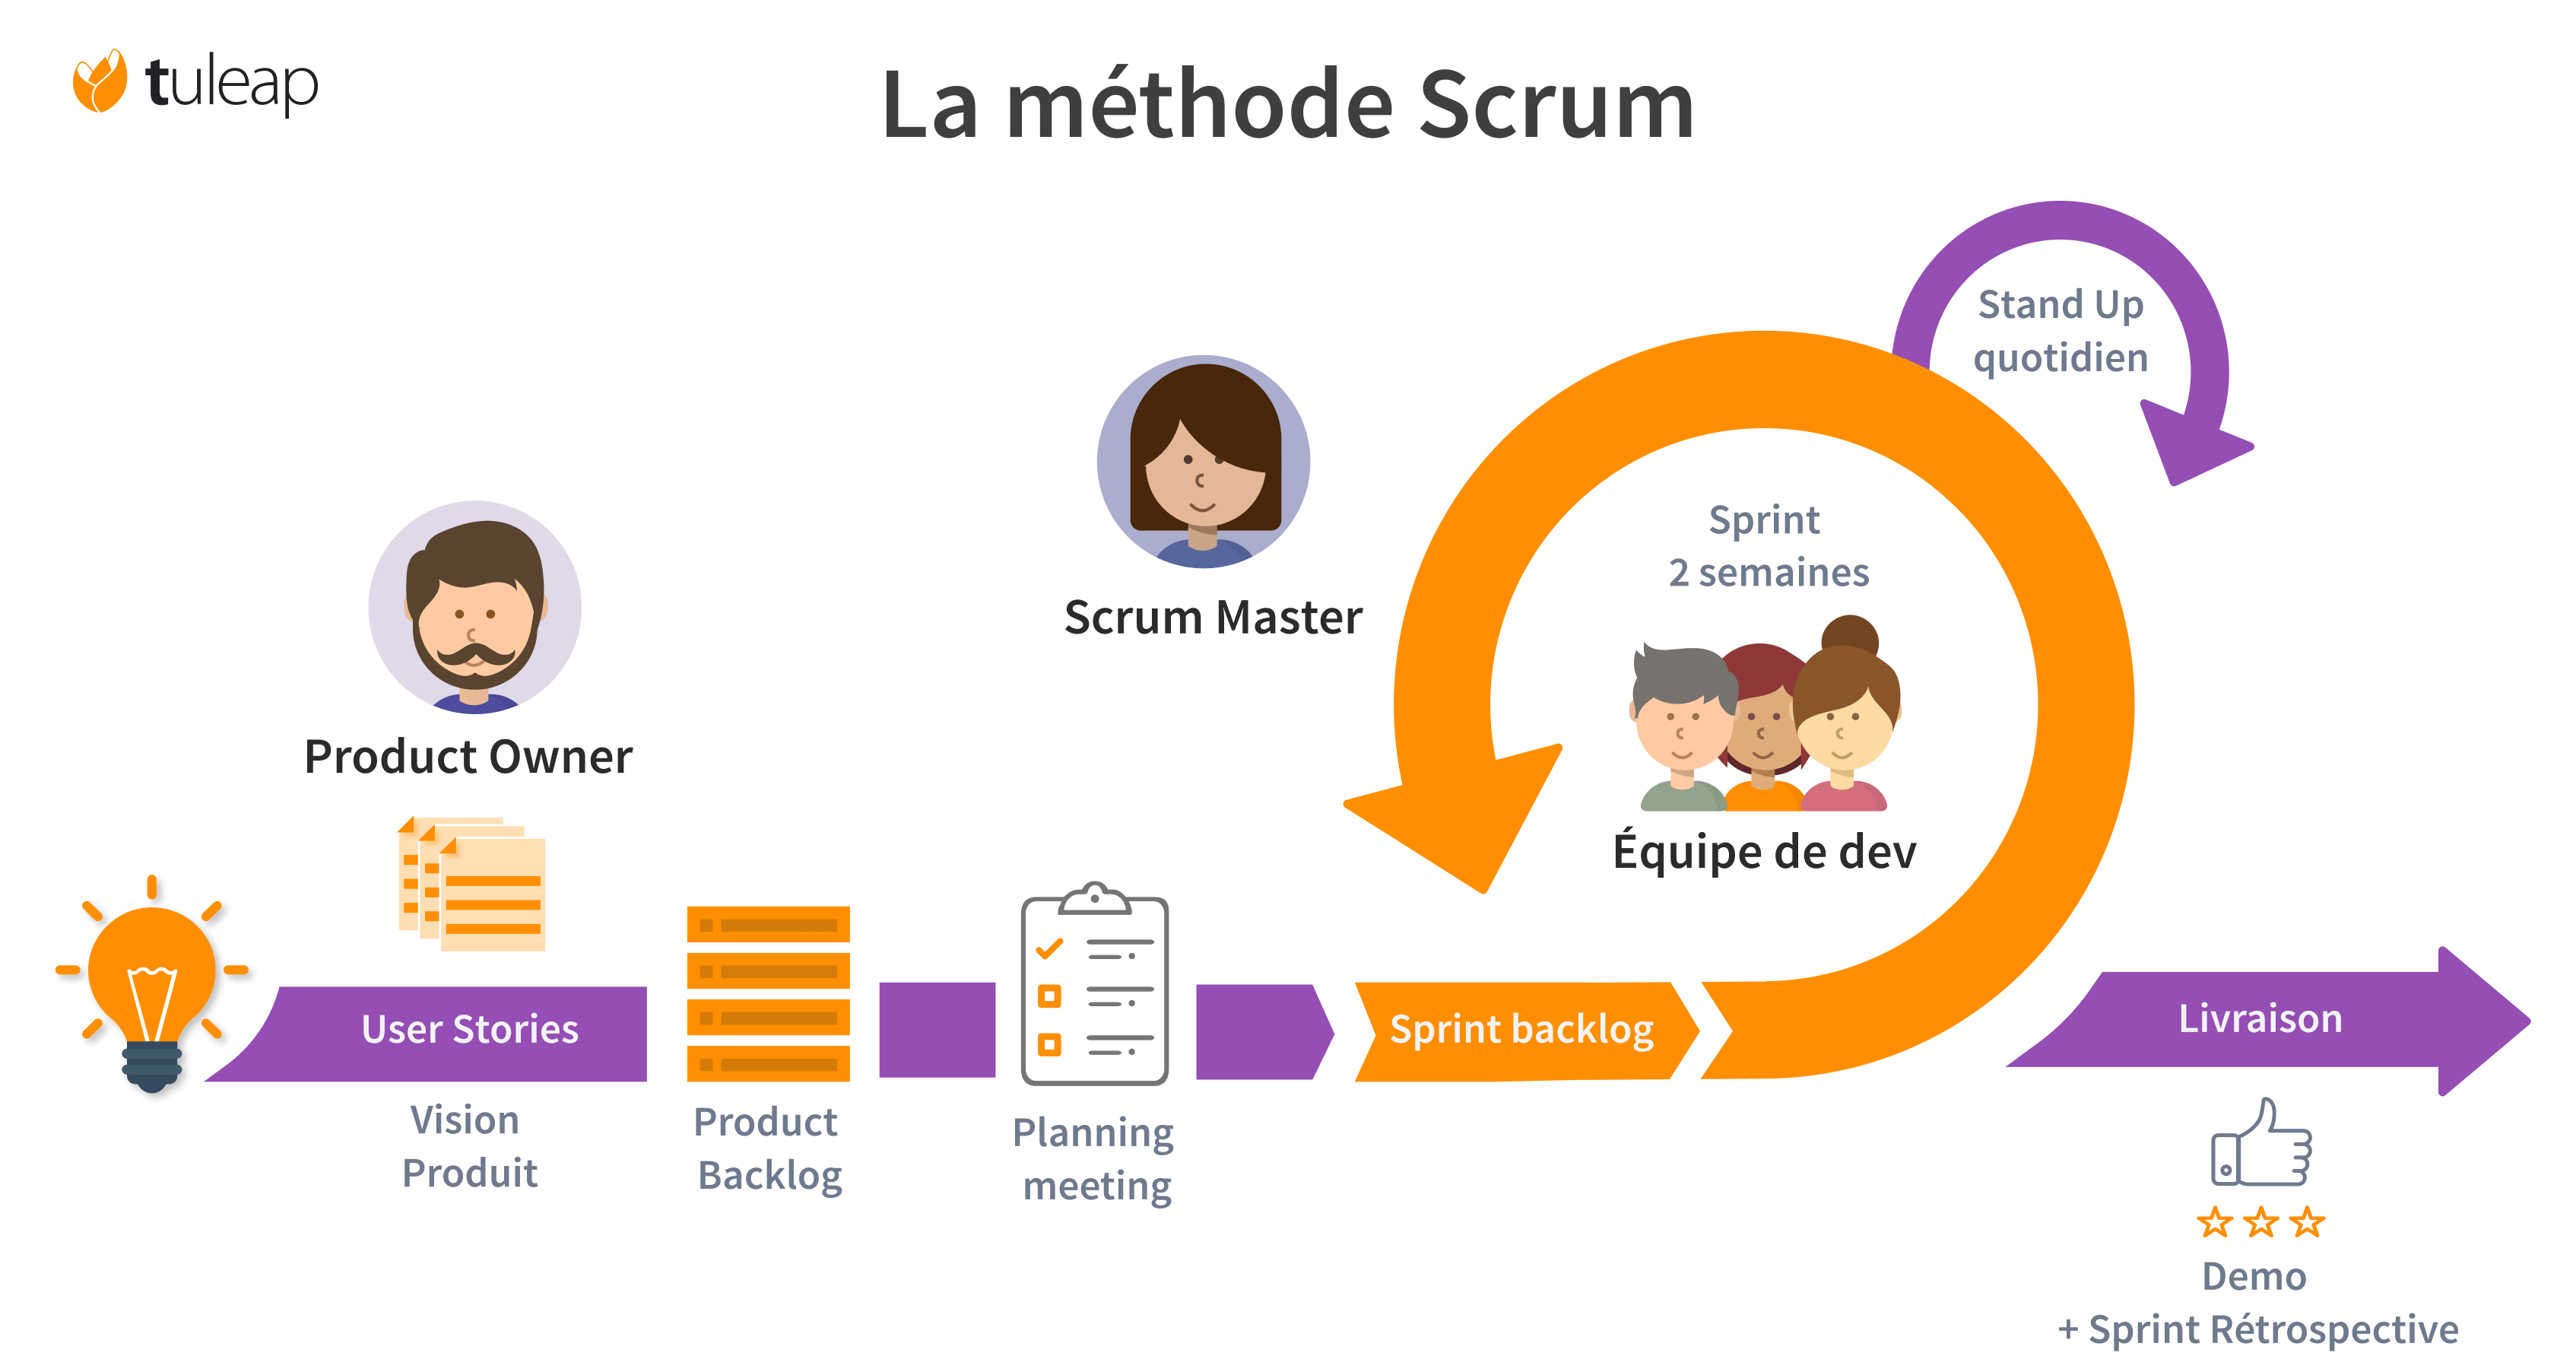 tuleap
La méthode Scrum
Stand Up
quotidien
Sprint
2 semaines
Scrum Master
Product Owner
Équipe de dev
User Stories
Sprint backlog
Livraison
Vision
Produit
Product
Backlog
Planning
meeting
Demo
+ Sprint Rétrospective